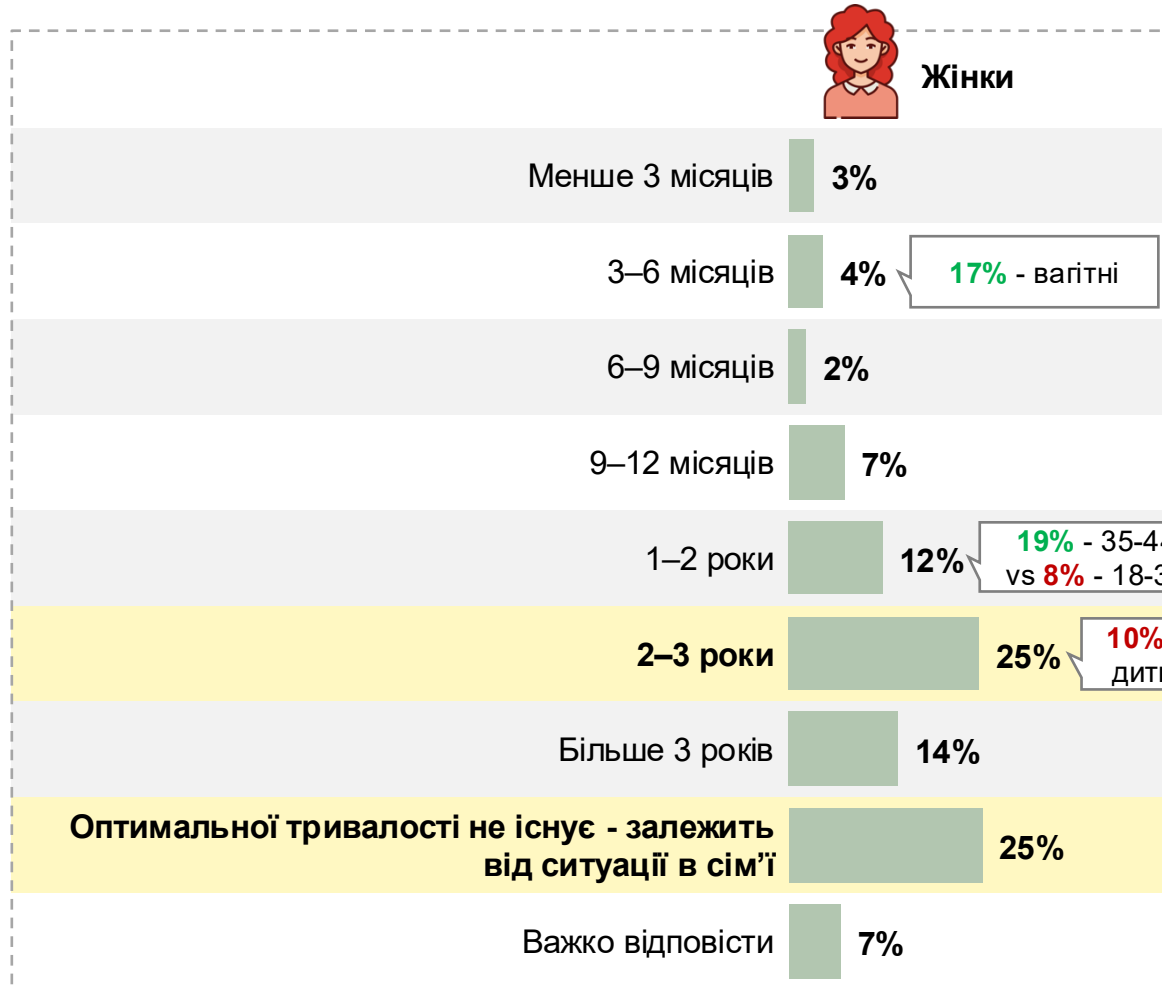 Жінки
Менше 3 місяців 3%
3–6 місяців 4% 17% - вагітні
6–9 місяців 2%
9–12 місяців 7%
1–2 роки 12% 19% - 35-44
vs 8% - 18-3
2–3 роки 25% 10%
дити
Більше 3 років 14%
Оптимальної тривалості не існує - залежить
від ситуації в сім’ї 25%
Важко відповісти 7%